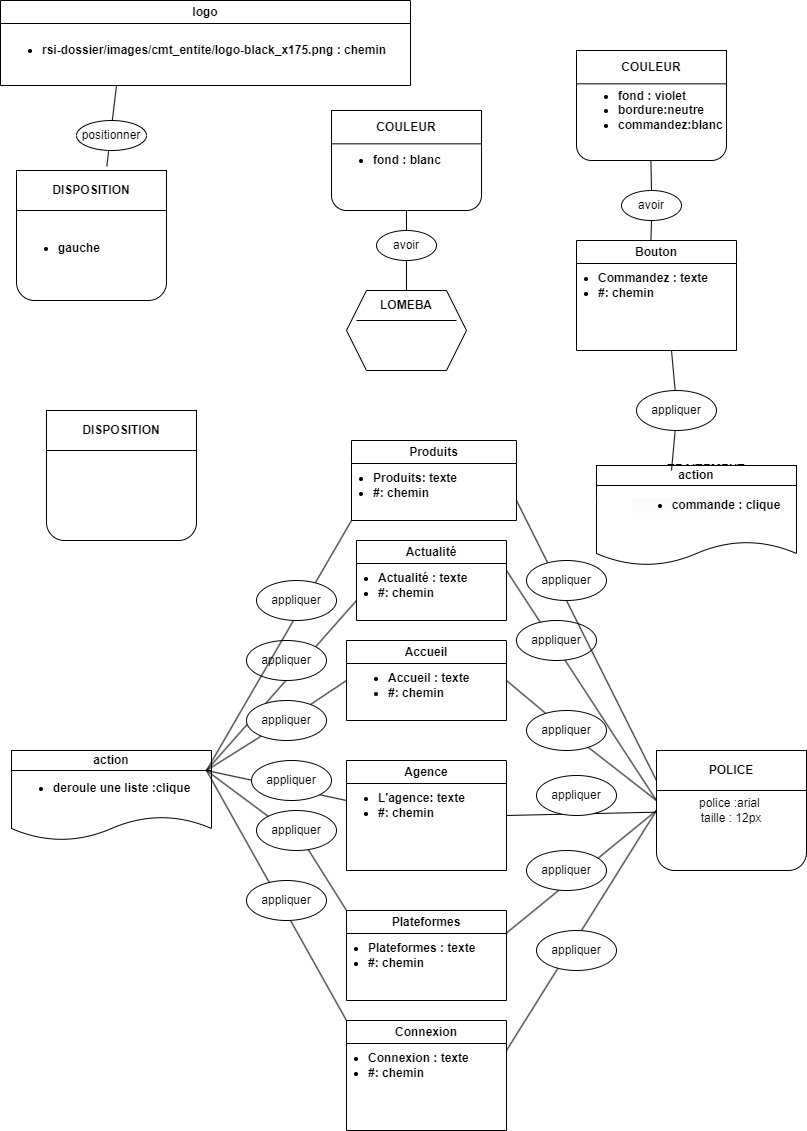 logo
• rsi-dossier/images/cmt_entite/logo-black_x175.png : chemin
positionner
DISPOSITION
• gauche
COULEUR
• fond : blanc
avoir
LOMEBA
COULEUR
• fond : violet
• bordure:neutre
• commandez:blanc
avoir
Bouton
• Commandez : texte
• #: chemin
appliquer
action
• commande : clique
DISPOSITION
Produits
• Produits: texte
• #: chemin
appliquer
appliquer
Actualité
• Actualité : texte
• #: chemin
appliquer
appliquer
Accueil
• Accueil : texte
• #: chemin
appliquer
appliquer
action
• deroule une liste :clique
Agence
• L'agence: texte
• #: chemin
appliquer
appliquer
POLICE
police :arial
taille : 12px
appliquer
appliquer
Plateformes
• Plateformes : texte
• #: chemin
appliquer
appliquer
Connexion
• Connexion : texte
• #: chemin